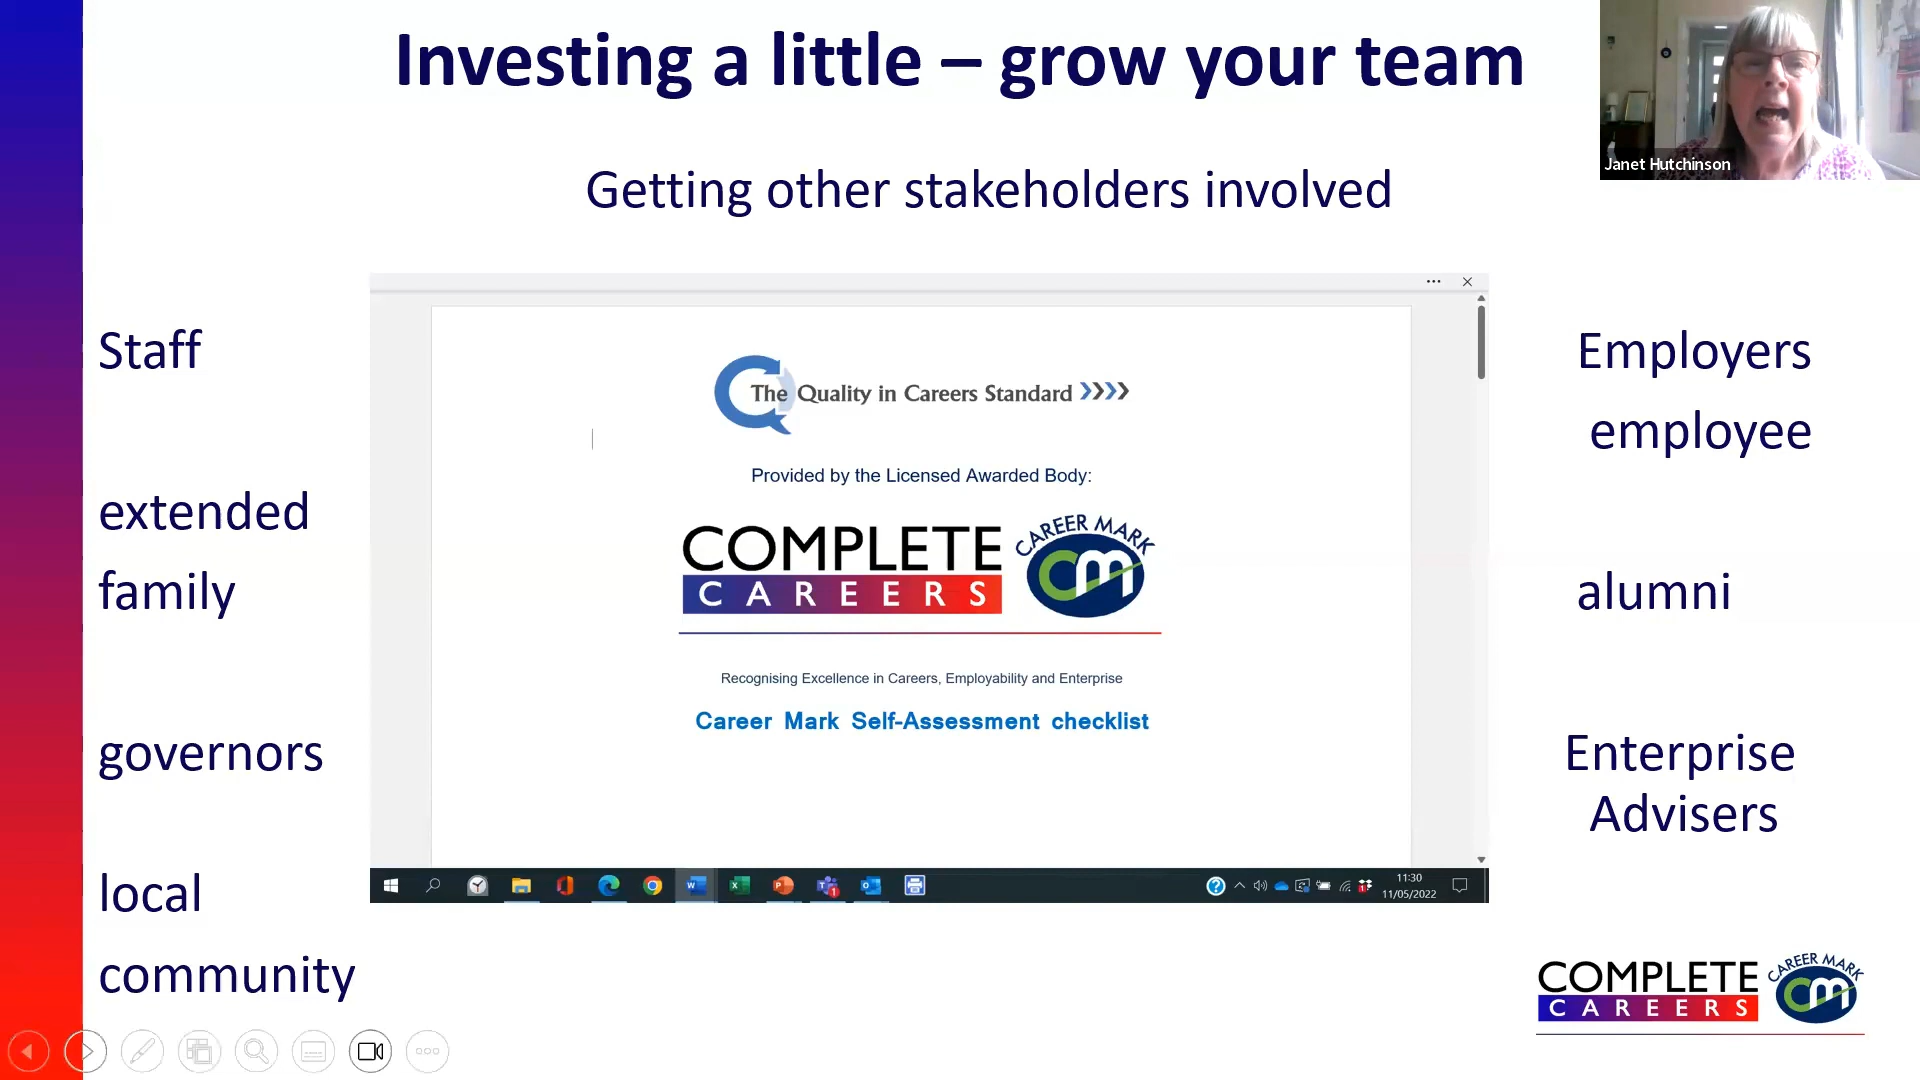 Investing a little – grow your team
Janet Hutchinson
Getting other stakeholders involved
Staff
extended
family
governors
local
community
The Quality in Careers Standard
Provided by the Licensed Awarded Body:
COMPLETE
CAREERS
CAREER MARK
cm
Recognising Excellence in Careers, Employability and Enterprise
Career Mark Self-Assessment checklist
11:30
11/05/2022
Employers
employee
alumni
Enterprise
Advisers
COMPLETE
CAREERS
CAREER MARK
cm